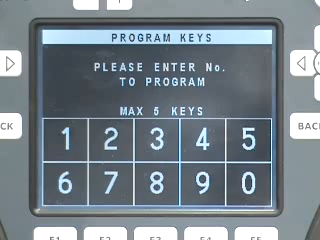 PROGRAM KEYS
PLEASE ENTER No.
TO PROGRAM
MAX 5 KEYS
1 2 3 4 5
6 7 8 9 0
BACK
F1 F2 F3 F4 F5